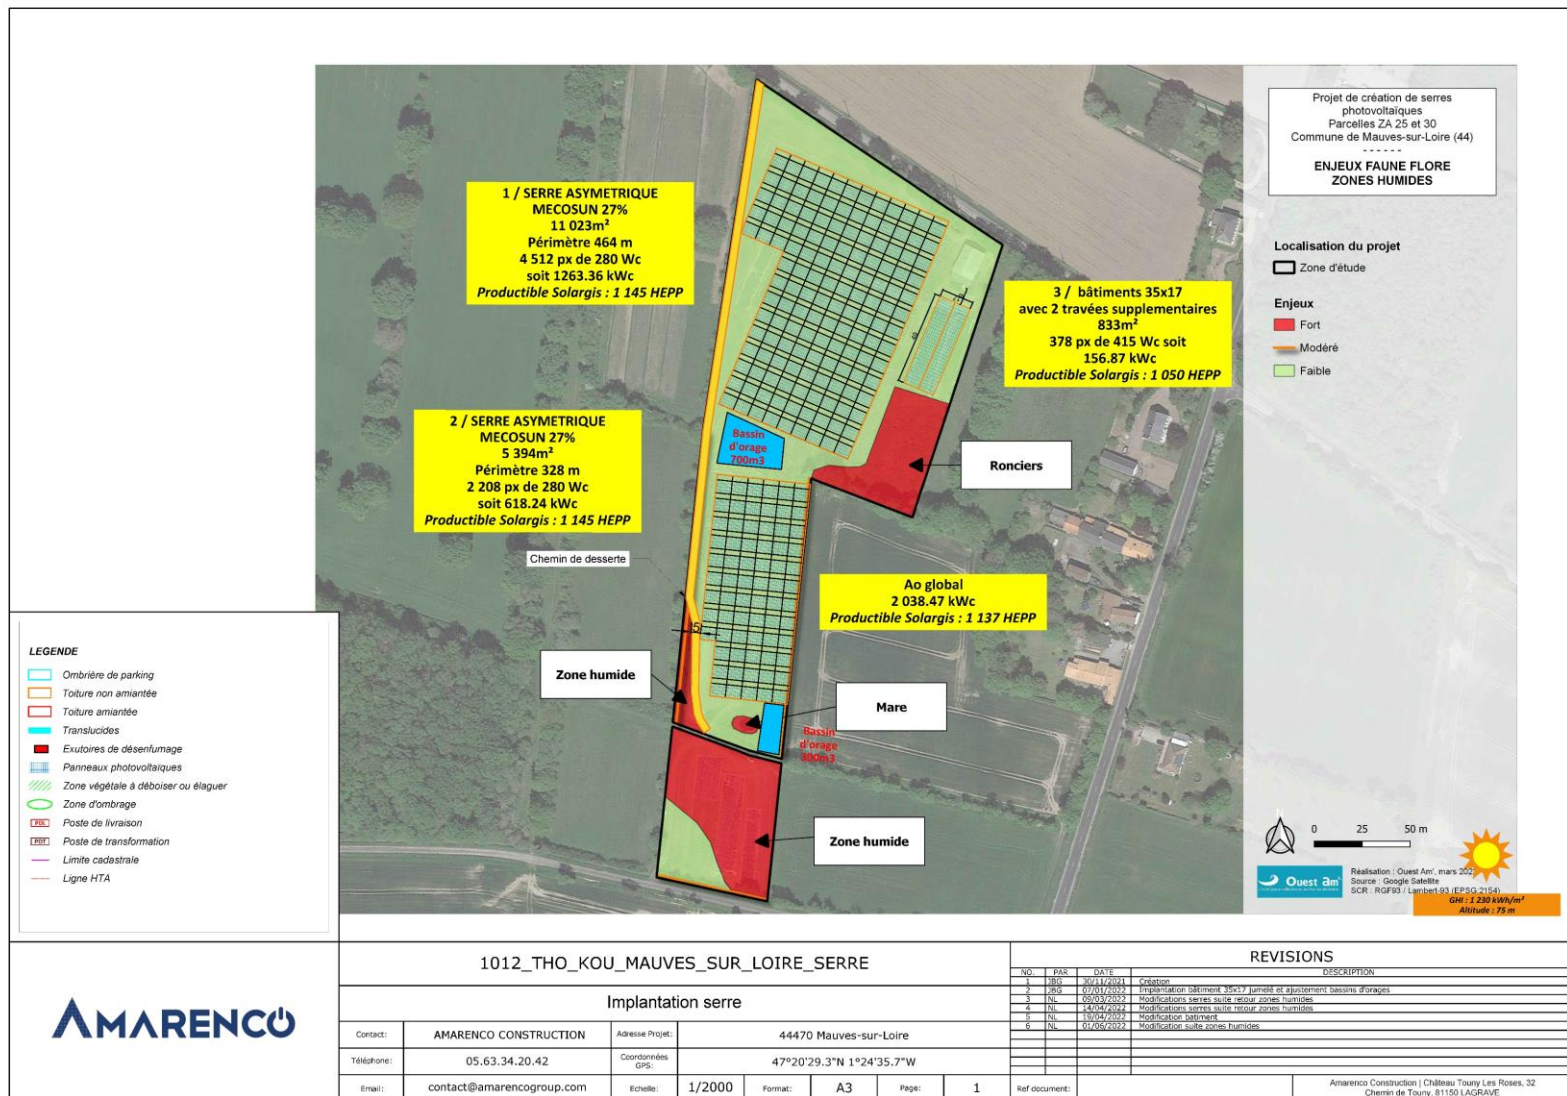 Projet de création de serres
photovoltaïques
Parcelles ZA 25 et 30
Commune de Mauves-sur-Loire (44)
- - - - - -
ENJEUX FAUNE FLORE
ZONES HUMIDES
Localisation du projet
Zone d'étude
Enjeux
Fort
Modéré
Faible
1 / SERRE ASYMETRIQUE
MECOSUN 27%
11 023m²
Périmètre 464 m
4 512 px de 280 Wc
soit 1263.36 kWc
Productible Solargis : 1 145 HEPP
3 / bâtiments 35x17
avec 2 travées supplementaires
833m²
378 px de 415 Wc soit
156.87 kWc
Productible Solargis : 1 050 HEPP
2 / SERRE ASYMETRIQUE
MECOSUN 27%
5 394m²
Périmètre 328 m
2 208 px de 280 Wc
soit 618.24 kWc
Productible Solargis : 1 145 HEPP
Bassin
d'orage
700m3
Ronciers
Chemin de desserte
Ao global
2 038.47 kWc
Productible Solargis : 1 137 HEPP
Zone humide
Mare
Bassin
d'orage
300m3
Zone humide
LEGENDE
Ombrière de parking
Toiture non amiantée
Toiture amiantée
Translucides
Exutoires de désenfumage
Panneaux photovoltaïques
Zone végétale à déboiser ou élaguer
Zone d'ombrage
PDL Poste de livraison
PDT Poste de transformation
Limite cadastrale
Ligne HTA
0 25 50 m
Ouest am'
Réalisation : Ouest Am', mars 202
Source : Google Satellite
SCR : RGF93 / Lambert-93 (EPSG:2154)
GHI : 1 230 kWh/m²
Altitude : 75 m
AMARENCO
1012_THO_KOU_MAUVES_SUR_LOIRE_SERRE
Implantation serre
Contact: AMARENCO CONSTRUCTION Adresse Projet: 44470 Mauves-sur-Loire
Téléphone: 05.63.34.20.42 Coordonnées GPS: 47°20'29.3"N 1°24'35.7"W
Email: contact@amarencogroup.com Echelle: 1/2000 Format: A3 Page: 1
REVISIONS
NO. PAR DATE DESCRIPTION
1 JBG 30/11/2021 Création
2 JBG 07/01/2022 Implantation bâtiment 35x17 jumelé et ajustement bassins d'orages
3 NL 09/03/2022 Modifications serres suite retour zones humides
4 NL 14/04/2022 Modifications serres suite retour zones humides
5 NL 19/04/2022 Modification batiment
6 NL 01/06/2022 Modification suite zones humides
Ref document:
Amarenco Construction | Château Touny Les Roses, 32
Chemin de Touny, 81150 LAGRAVE